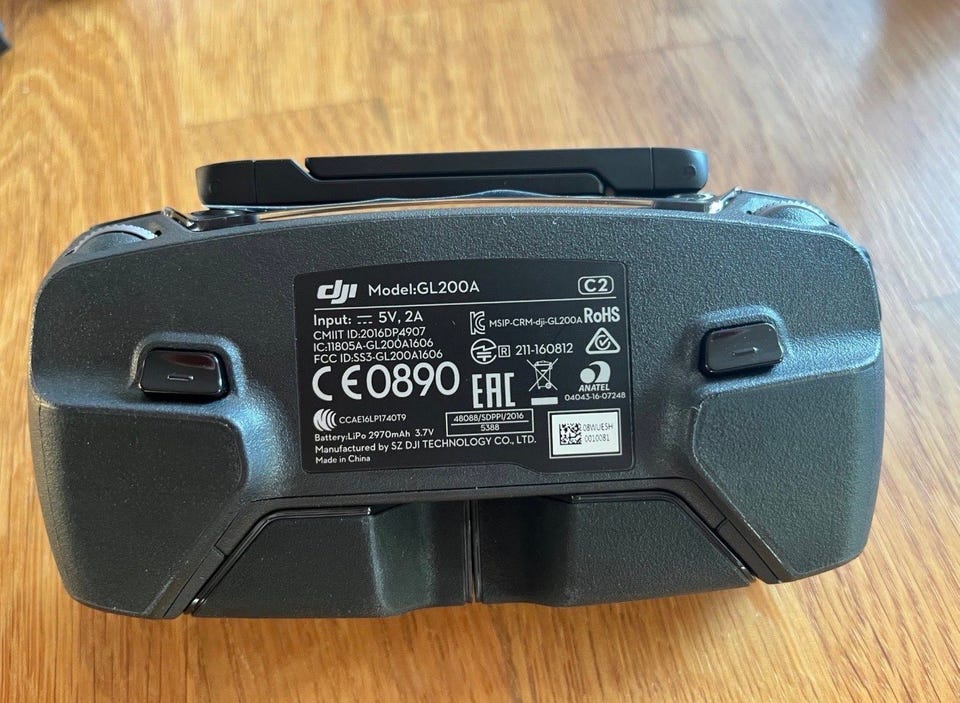 dji Model:GL200A C2
Input: ⎓ 5V, 2A
CMIIT ID:2016DP4907
IC:11805A-GL200A1606
FCC ID:SS3-GL200A1606
MSIP-CRM-dji-GL200A RoHS
R 211-160812
CE0890
EAC
ANATEL
04043-16-07248
CCAE16LP1740T9
48088/SDPPI/2016
5388
08WUESH
0010081
Battery:LiPo 2970mAh 3.7V
Manufactured by SZ DJI TECHNOLOGY CO., LTD.
Made in China